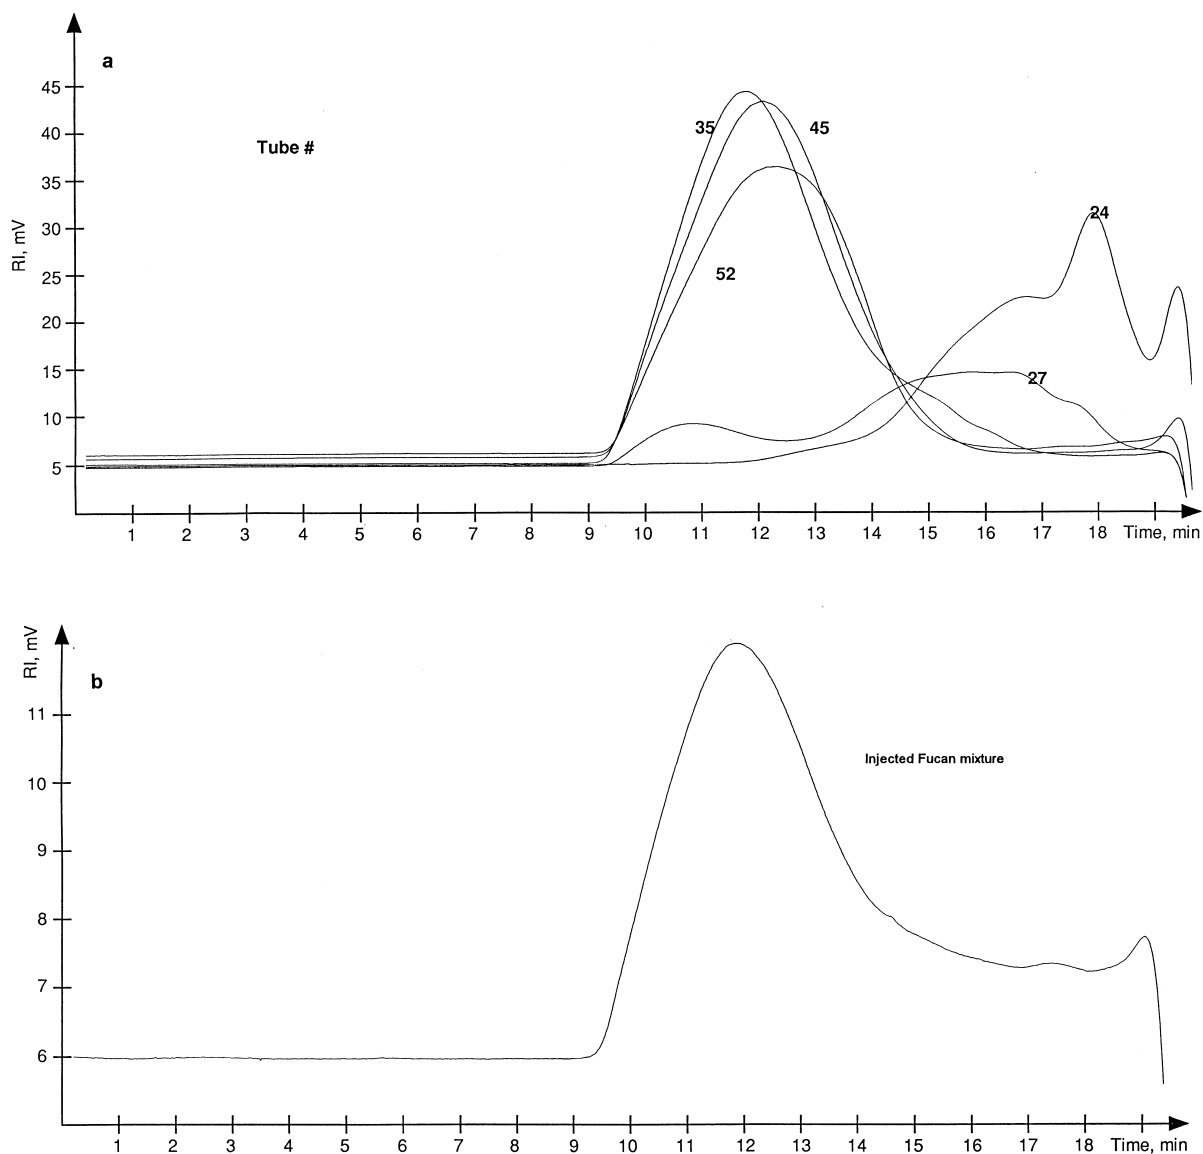 a
45
40
35
30
25
20
15
10
5
RI, mV
Tube #
35
45
52
24
27
1 2 3 4 5 6 7 8 9 10 11 12 13 14 15 16 17 18 Time, min
RI, mV
b
11
10
9
8
7
6
Injected Fucan mixture
1 2 3 4 5 6 7 8 9 10 11 12 13 14 15 16 17 18 Time, min